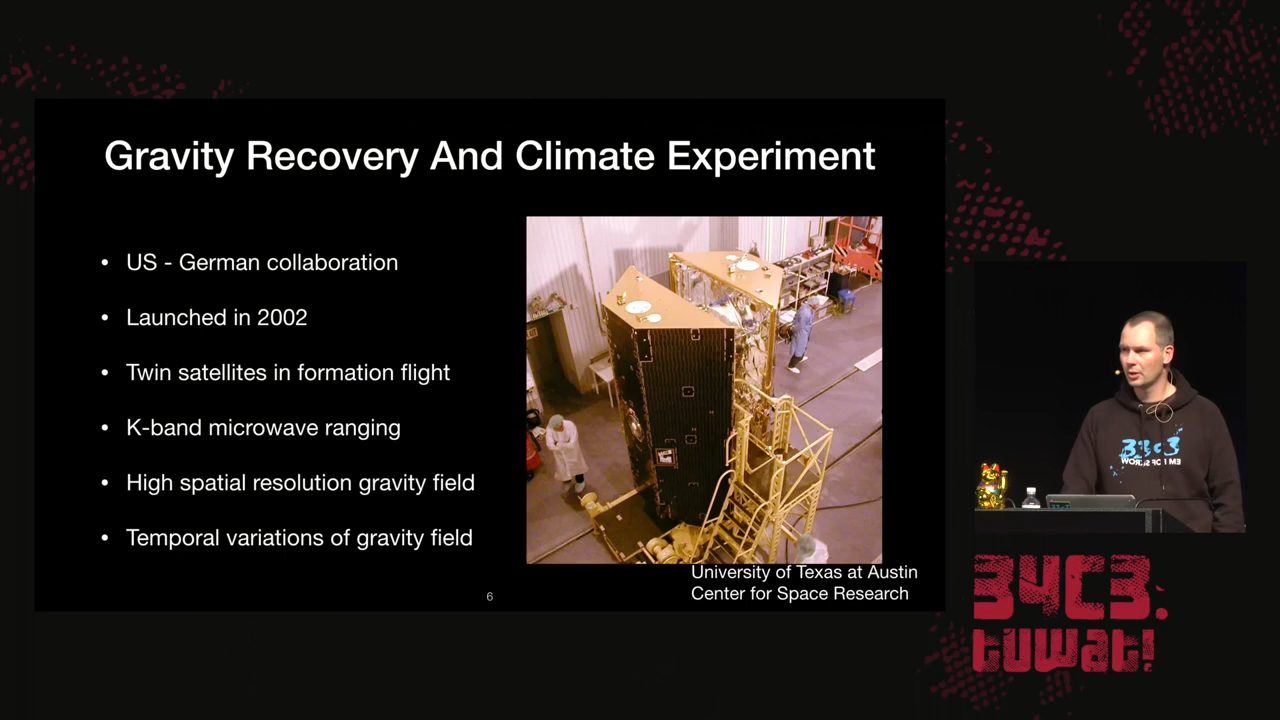 Gravity Recovery And Climate Experiment
• US - German collaboration
• Launched in 2002
• Twin satellites in formation flight
• K-band microwave ranging
• High spatial resolution gravity field
• Temporal variations of gravity field
University of Texas at Austin
Center for Space Research
6
34C3.
tuwat!